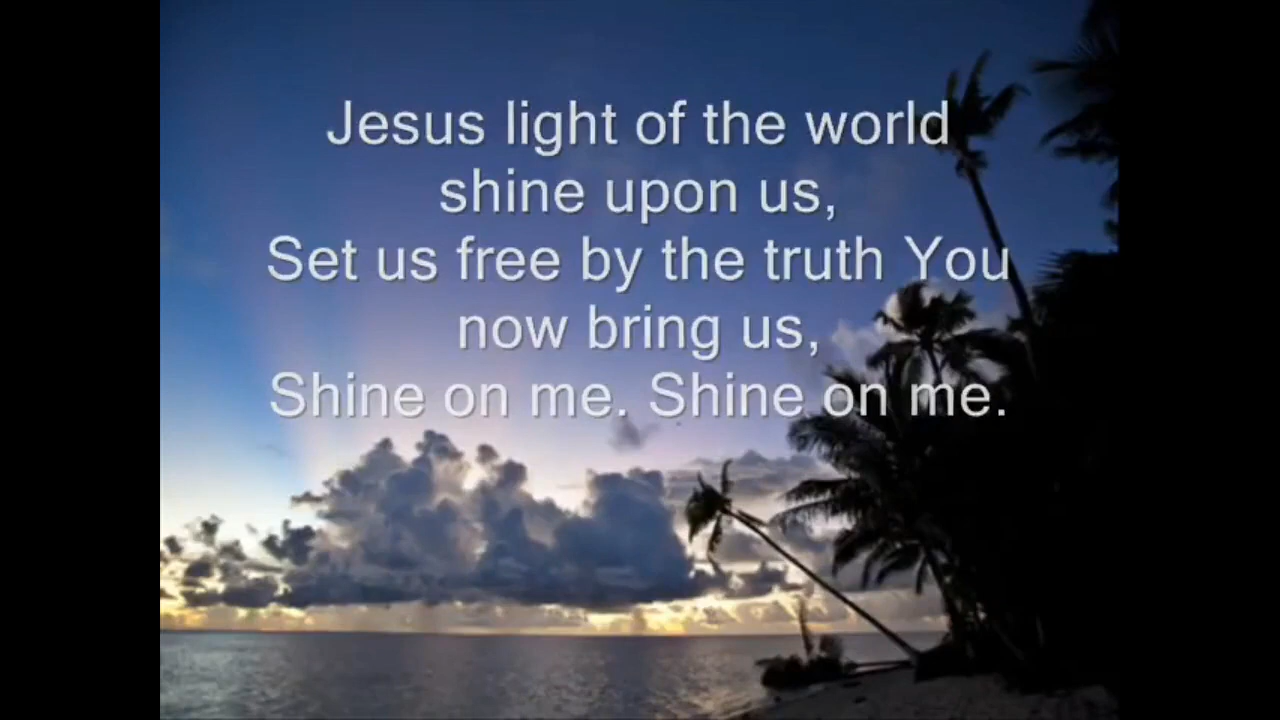 Jesus light of the world
shine upon us,
Set us free by the truth You
now bring us,
Shine on me. Shine on me.